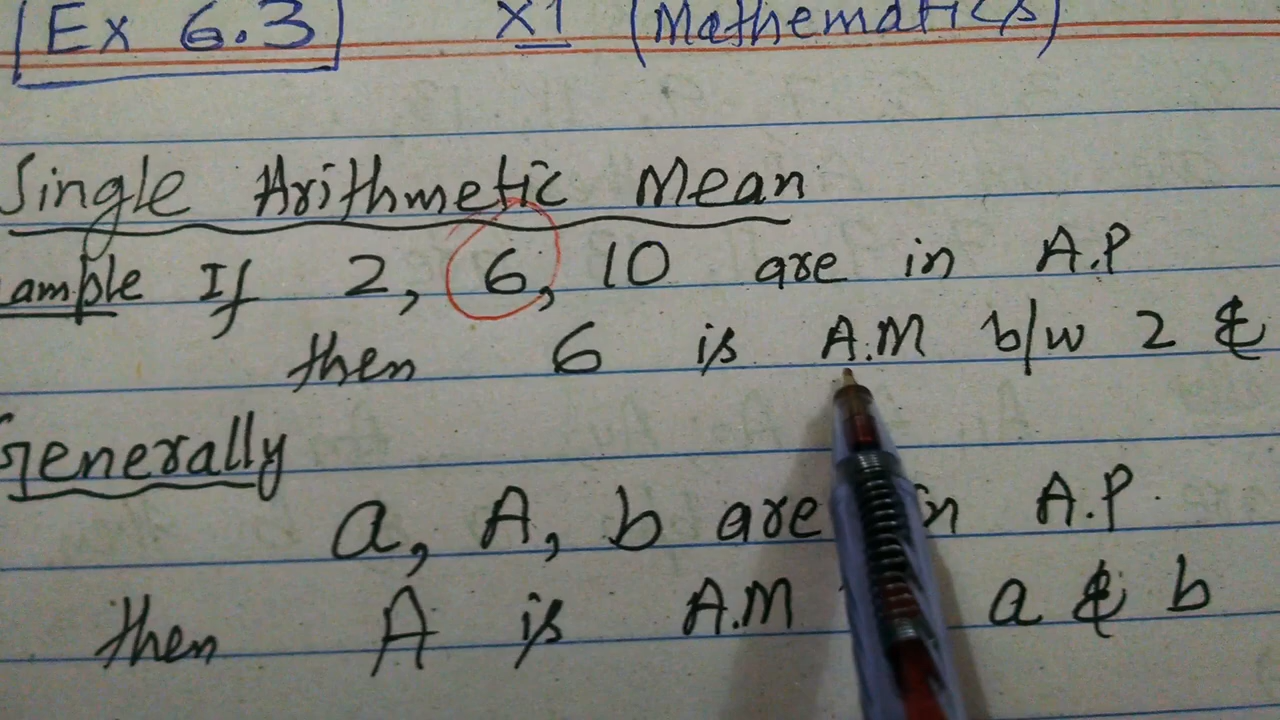 Ex 6.3 XI (Mathematics)
Single Arithmetic Mean
ample If 2, 6, 10 are in A.P
then 6 is A.M b/w 2 &
Generally
a, A, b are in A.P.
then A is A.M a & b